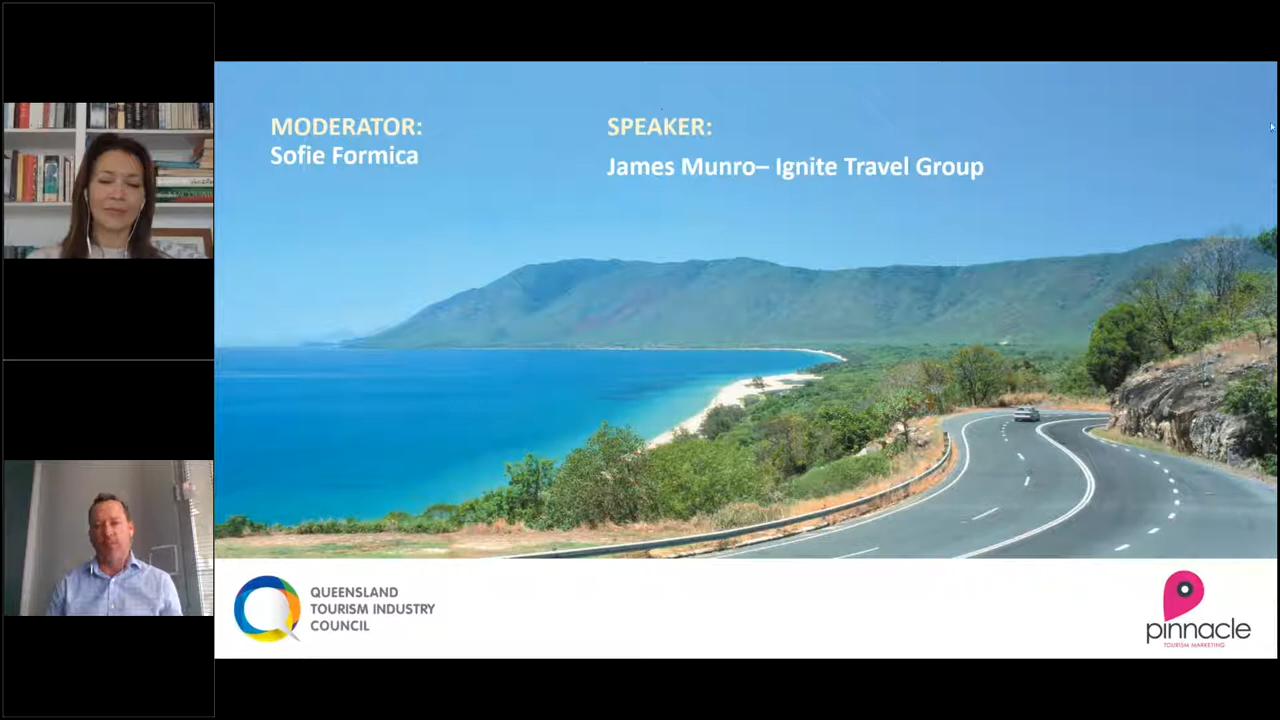 MODERATOR:
Sofie Formica
SPEAKER:
James Munro– Ignite Travel Group
QUEENSLAND
TOURISM INDUSTRY
COUNCIL
pinnacle
TOURISM MARKETING